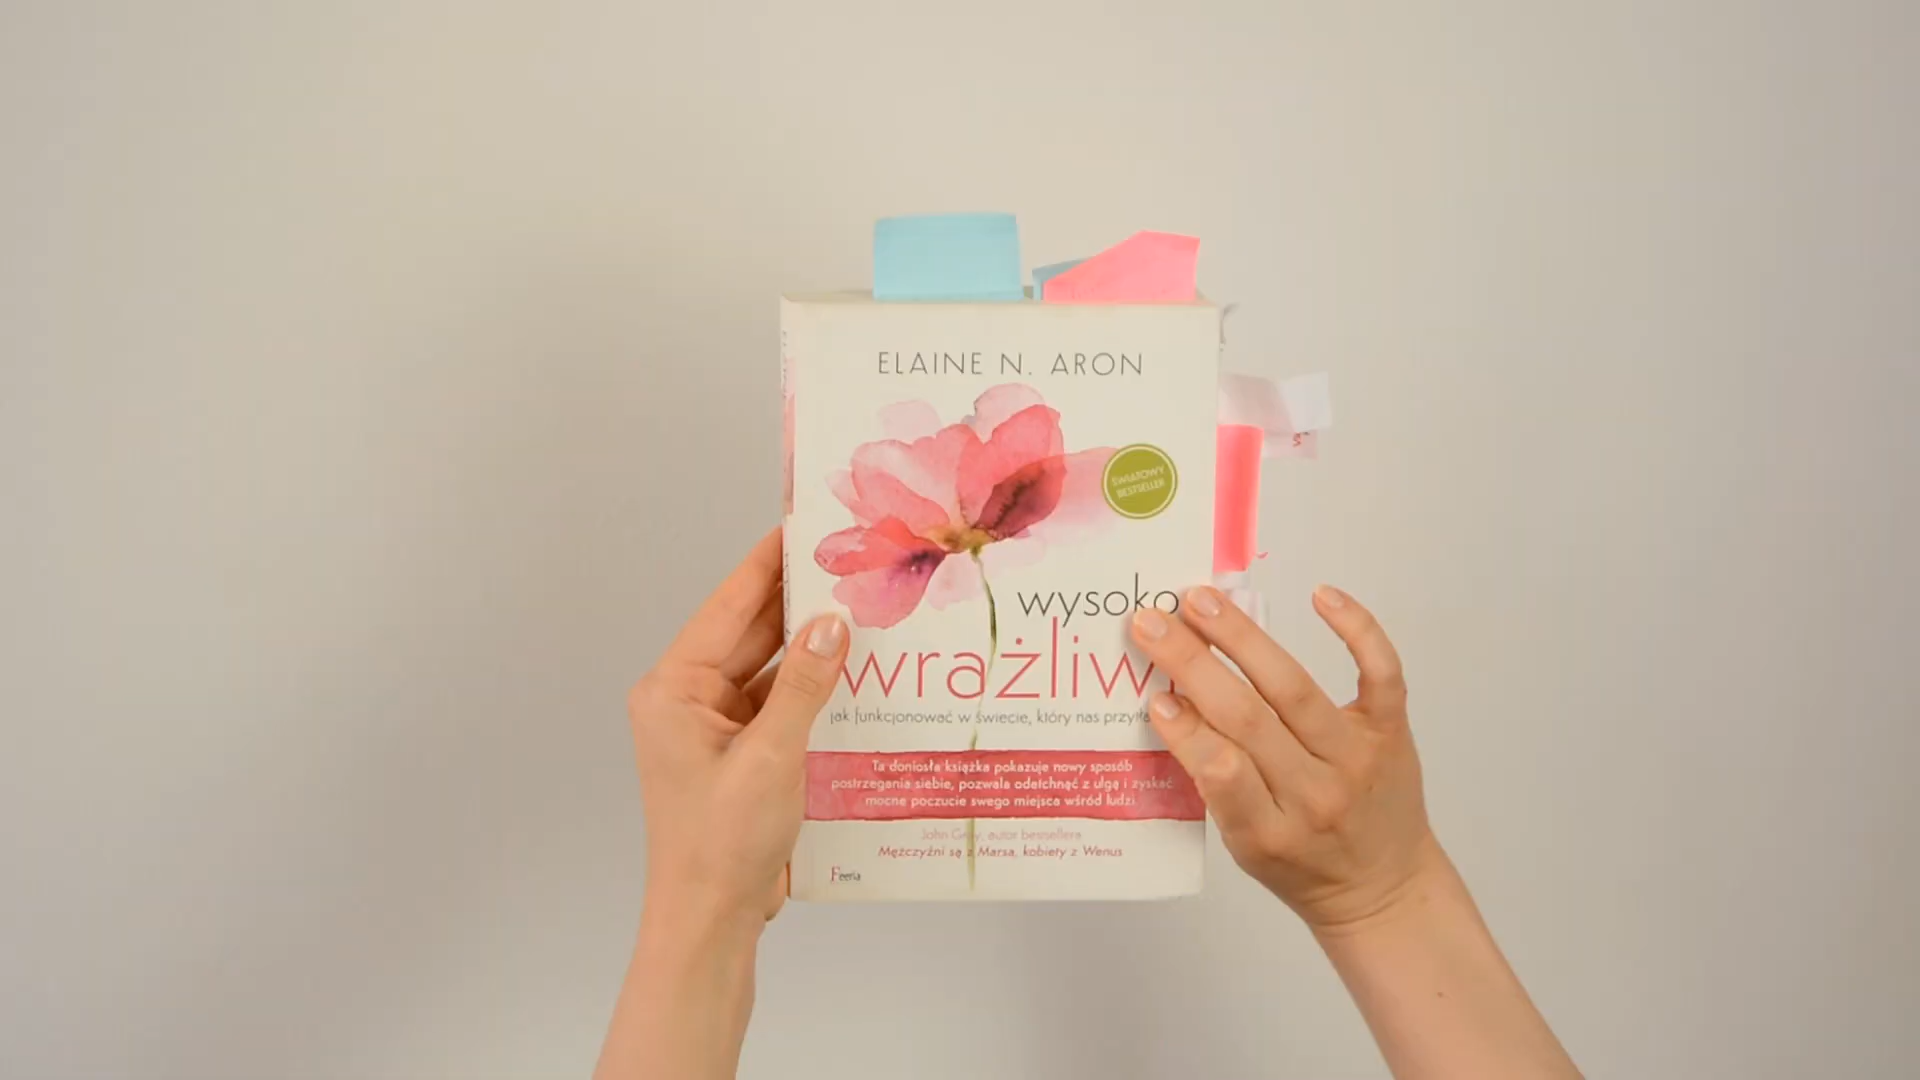 ELAINE N. ARON
ŚWIATOWY
BESTSELLER
wysoko
wrażliwi
jak funkcjonować w świecie, który nas
Ta doniosła książka pokazuje nowy sposób
postrzegania siebie, pozwala odetchnąć z ulgą i zyskać
mocne poczucie swego miejsca wśród ludzi.
John Gray, autor bestsellera
Mężczyźni są z Marsa, kobiety z Wenus
Feeria